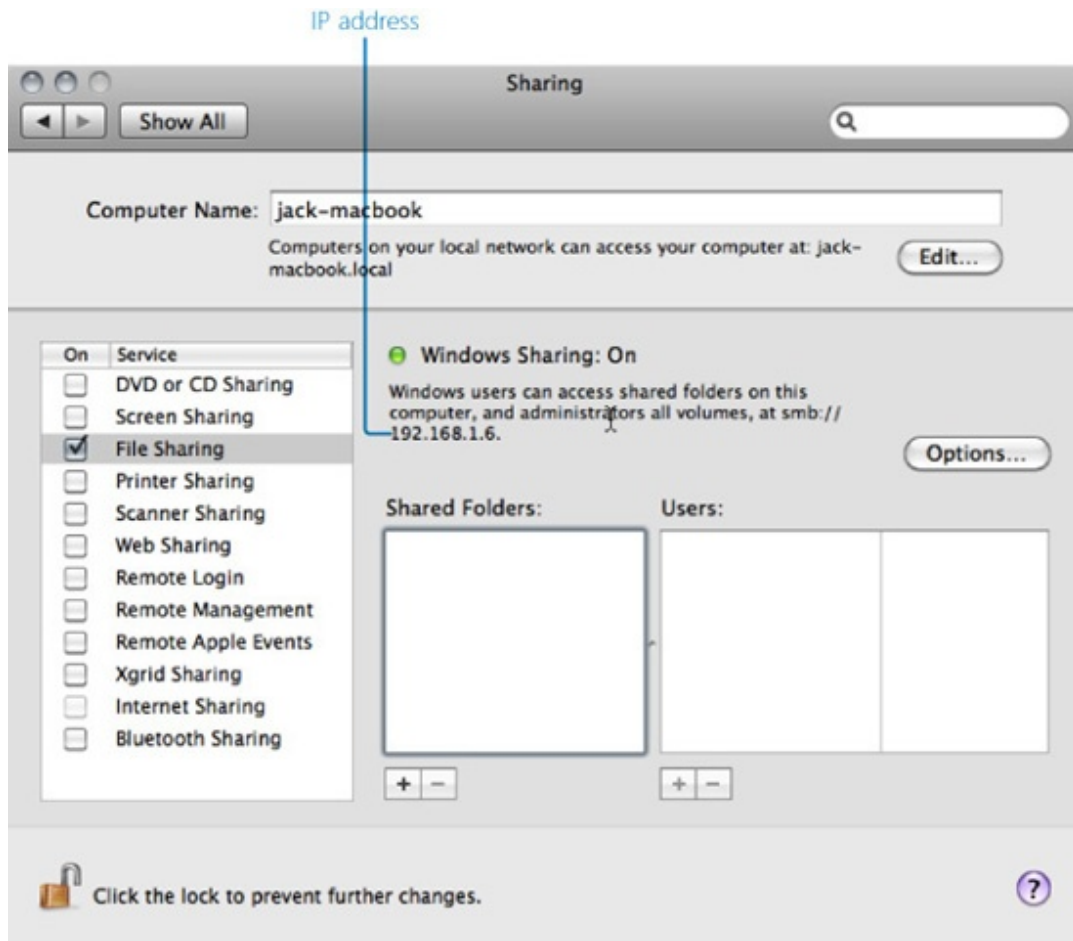 IP address
Sharing
Show All
Computer Name: jack-macbook
Computers on your local network can access your computer at: jack-
macbook.local
Edit...
On Service
DVD or CD Sharing
Screen Sharing
File Sharing
Printer Sharing
Scanner Sharing
Web Sharing
Remote Login
Remote Management
Remote Apple Events
Xgrid Sharing
Internet Sharing
Bluetooth Sharing
Windows Sharing: On
Windows users can access shared folders on this
computer, and administrators all volumes, at smb://
192.168.1.6.
Options...
Shared Folders:
Users:
+ −
+ −
Click the lock to prevent further changes.
?